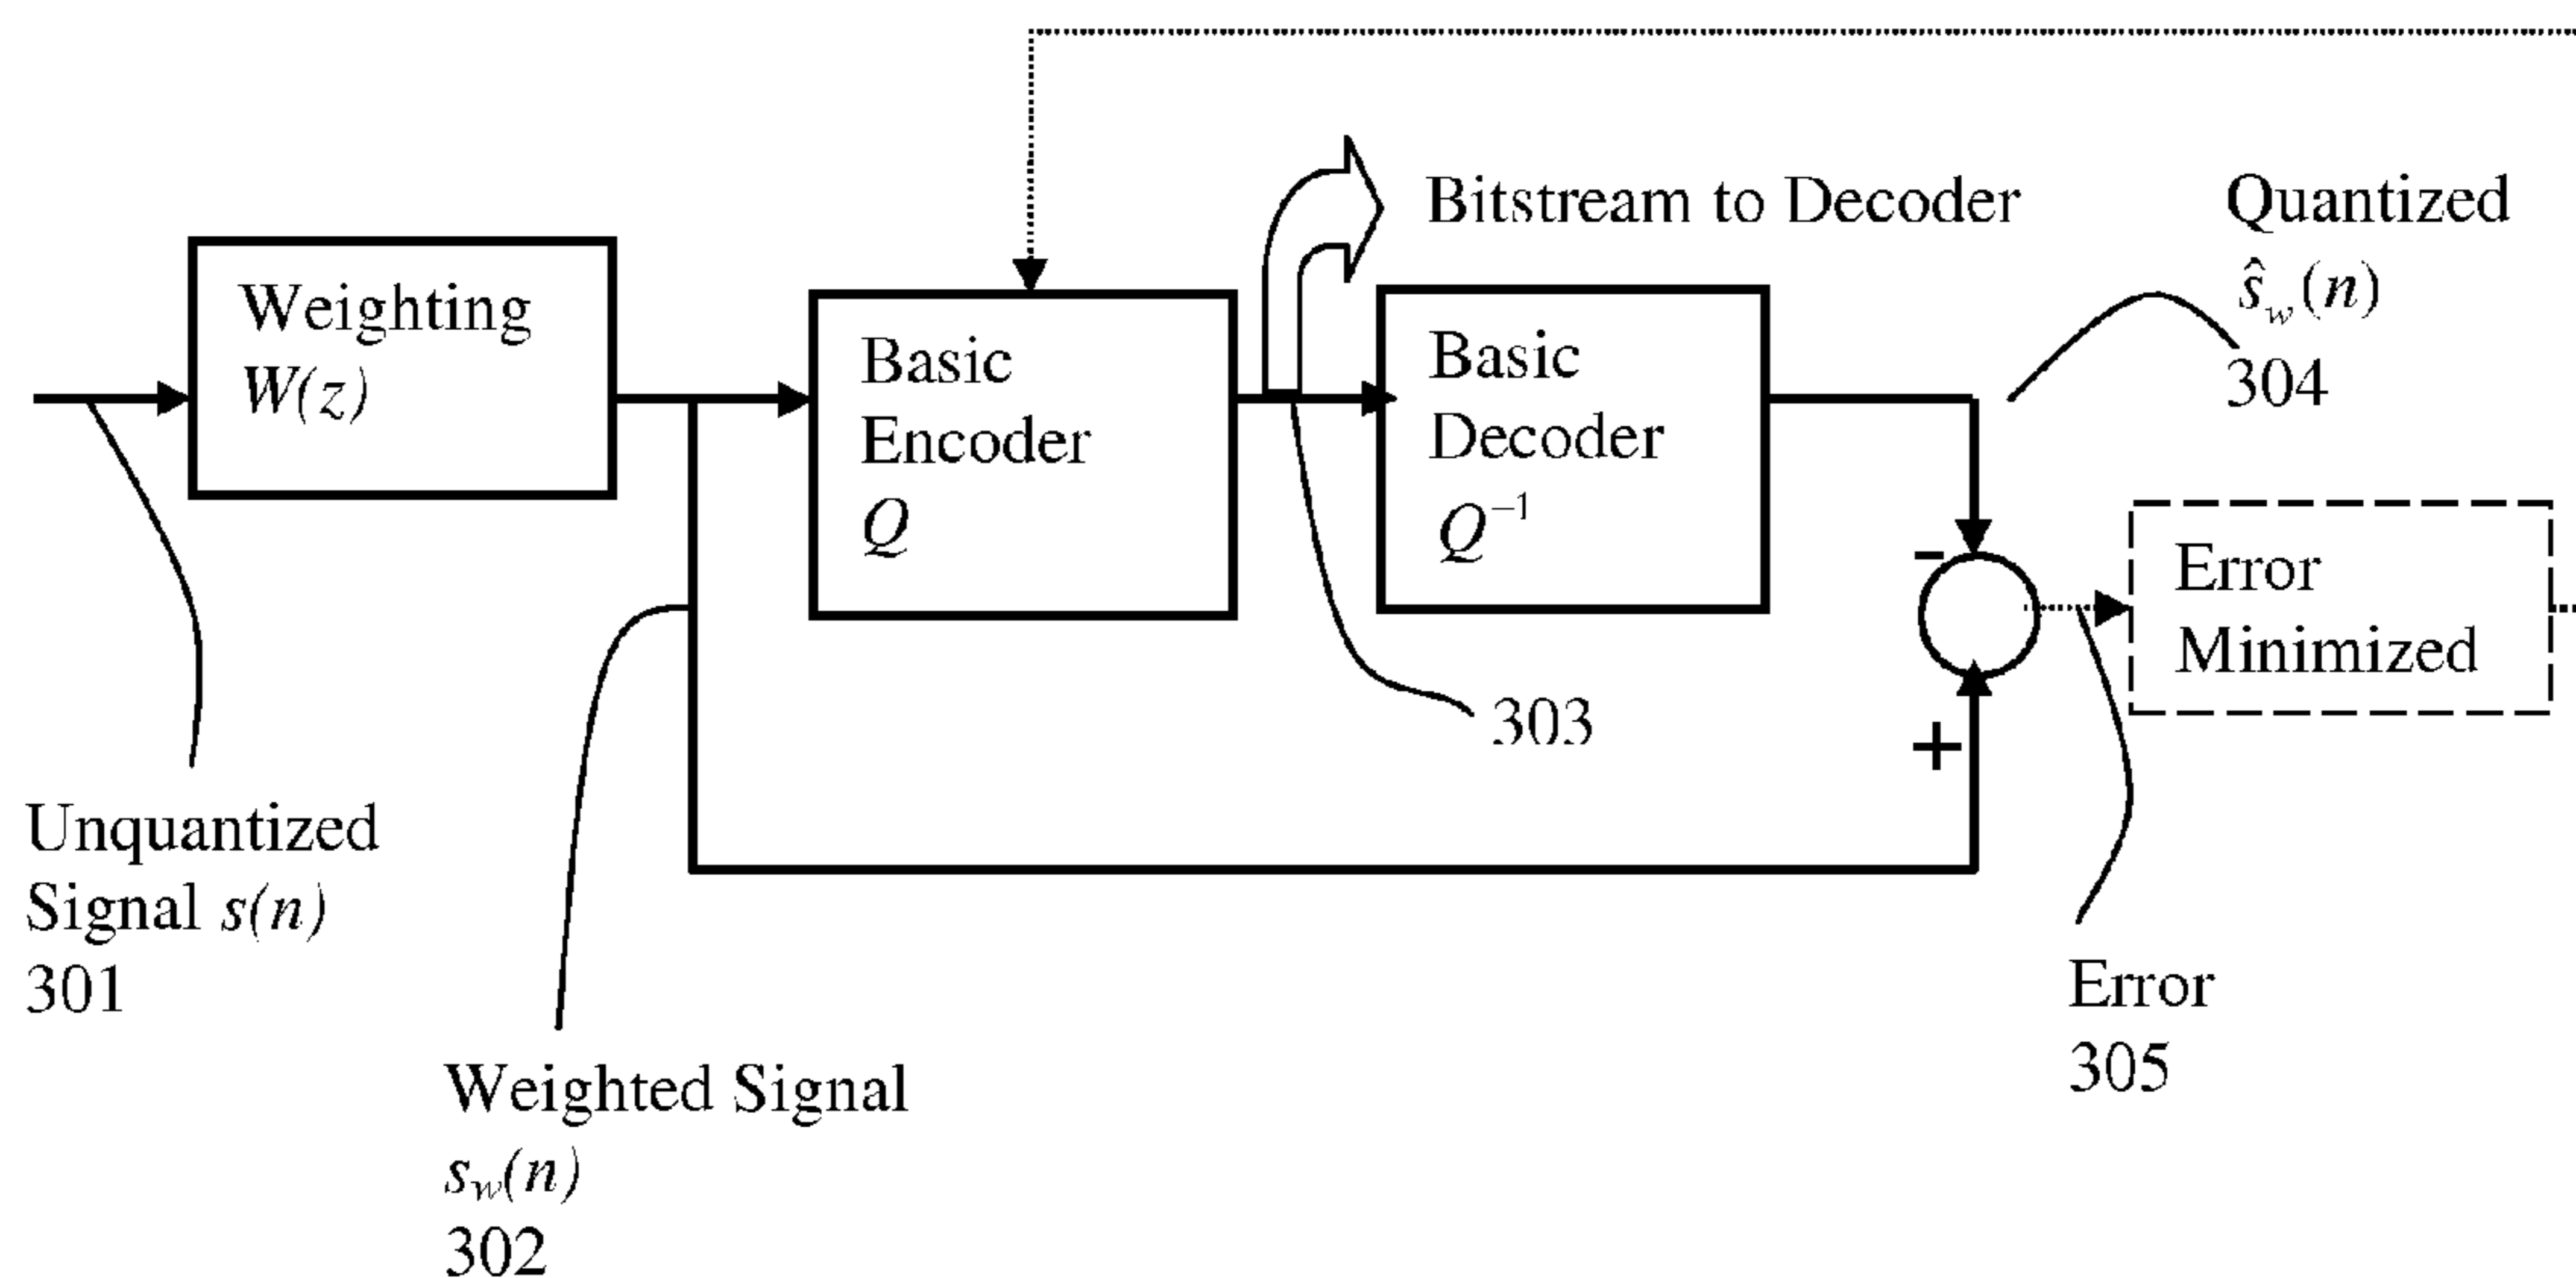 Bitstream to Decoder
Quantized
ŝ_w(n)
304
Weighting
W(z)
Basic
Encoder
Q
Basic
Decoder
Q⁻¹
-
+
Error
Minimized
303
Unquantized
Signal s(n)
301
Weighted Signal
s_w(n)
302
Error
305